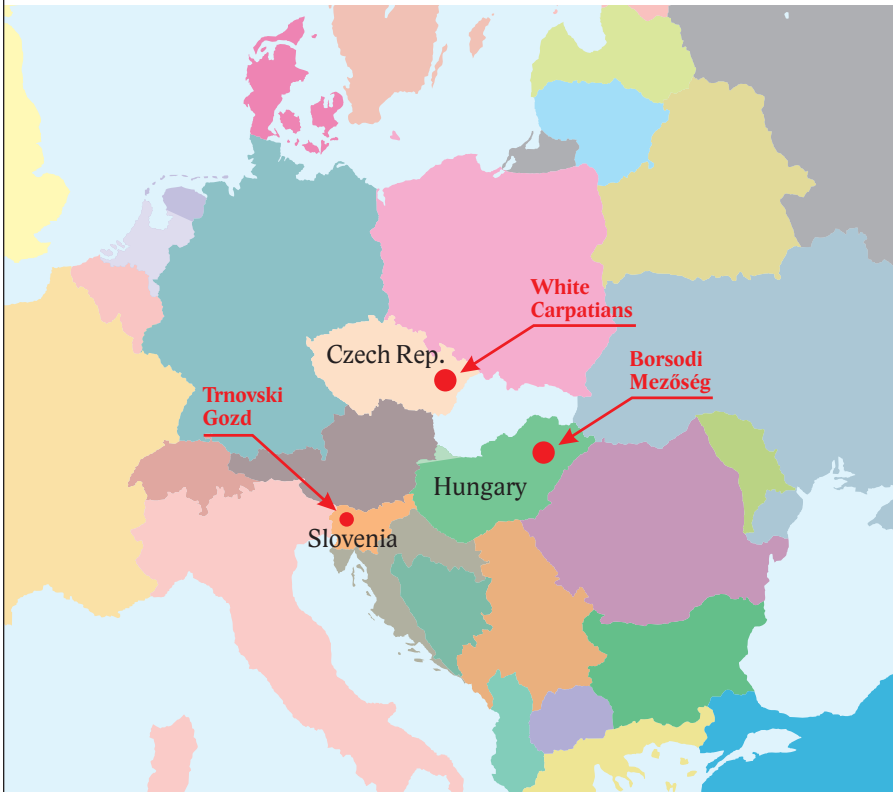 White
Carpatians
Czech Rep.
Borsodi
Mezőség
Trnovski
Gozd
Hungary
Slovenia